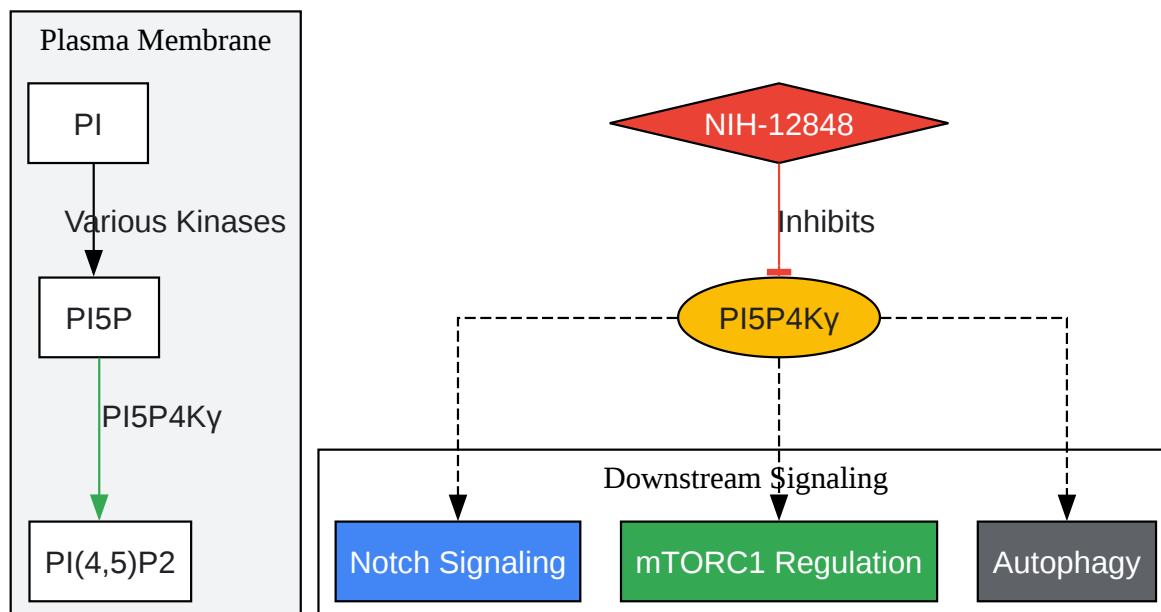 Plasma Membrane
PI
Various Kinases
PI5P
PI5P4Kγ
PI(4,5)P2
NIH-12848
Inhibits
PI5P4Kγ
Downstream Signaling
Notch Signaling
mTORC1 Regulation
Autophagy